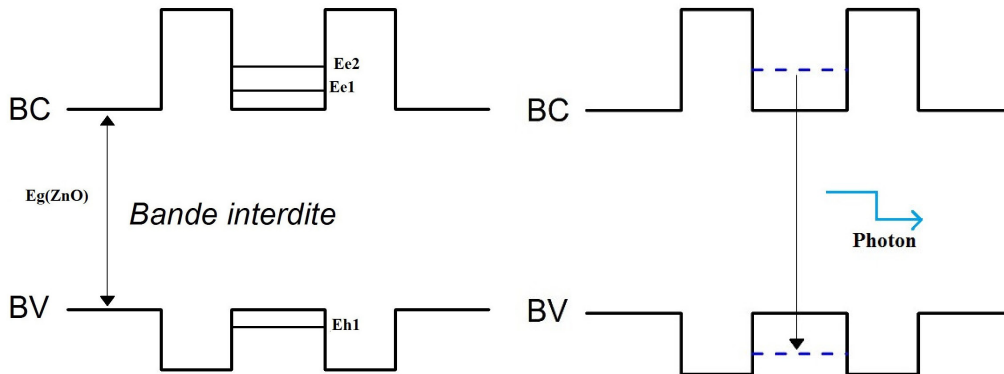 Ee2
Ee1
BC
Eg(ZnO)
Bande interdite
BV
Eh1
BC
Photon
BV